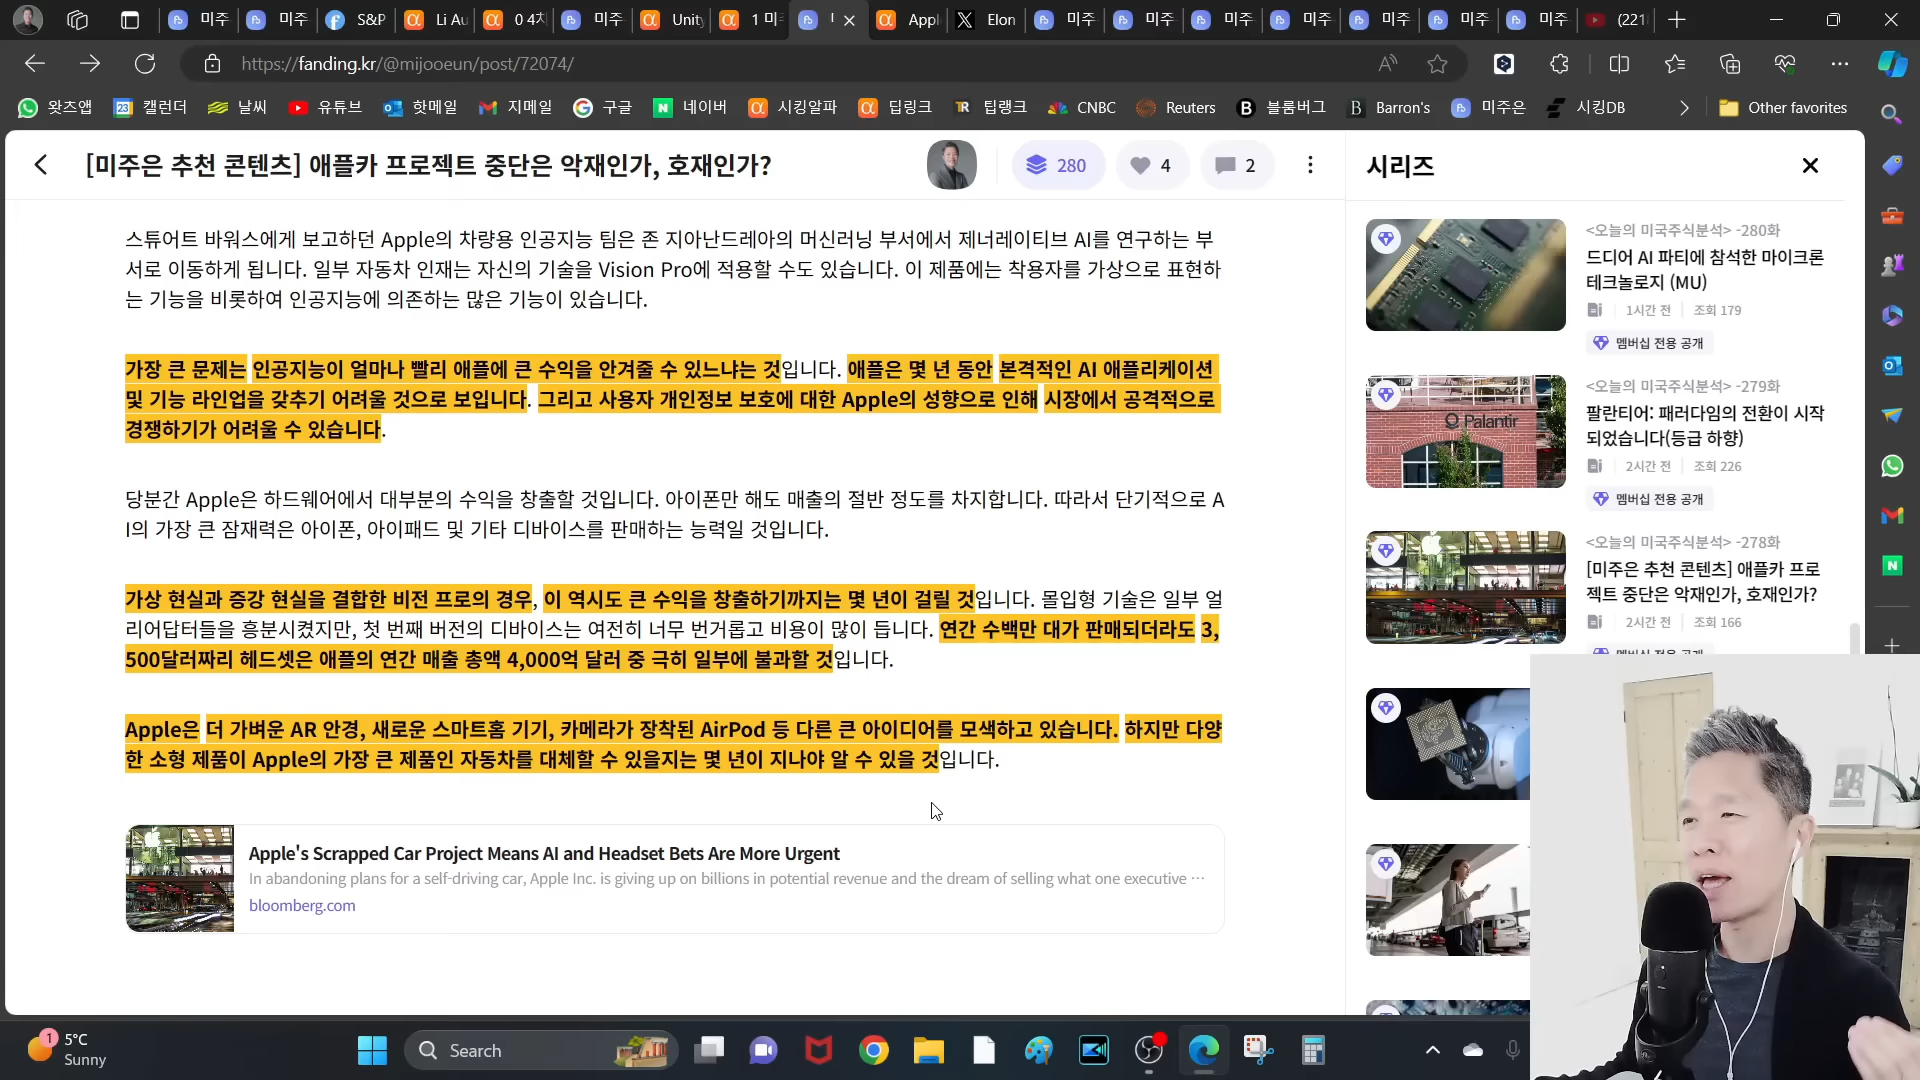 미주
미주
S&P
Li Au
0 4차
미주
Unity
1 미
Appl
Elon
미주
미주
미주
미주
미주
미주
미주
(221
https://fanding.kr/@mijooeun/post/72074/
왓츠앱
캘린더
날씨
유튜브
핫메일
지메일
구글
네이버
시킹알파
딥링크
팁랭크
CNBC
Reuters
블룸버그
Barron's
미주은
시킹DB
Other favorites
[미주은 추천 콘텐츠] 애플카 프로젝트 중단은 악재인가, 호재인가?
280
4
2
스튜어트 바워스에게 보고하던 Apple의 차량용 인공지능 팀은 존 지아난드레아의 머신러닝 부서에서 제너레이티브 AI를 연구하는 부
서로 이동하게 됩니다. 일부 자동차 인재는 자신의 기술을 Vision Pro에 적용할 수도 있습니다. 이 제품에는 착용자를 가상으로 표현하
는 기능을 비롯하여 인공지능에 의존하는 많은 기능이 있습니다.
가장 큰 문제는 인공지능이 얼마나 빨리 애플에 큰 수익을 안겨줄 수 있느냐는 것입니다. 애플은 몇 년 동안 본격적인 AI 애플리케이션
및 기능 라인업을 갖추기 어려울 것으로 보입니다. 그리고 사용자 개인정보 보호에 대한 Apple의 성향으로 인해 시장에서 공격적으로
경쟁하기가 어려울 수 있습니다.
당분간 Apple은 하드웨어에서 대부분의 수익을 창출할 것입니다. 아이폰만 해도 매출의 절반 정도를 차지합니다. 따라서 단기적으로 A
I의 가장 큰 잠재력은 아이폰, 아이패드 및 기타 디바이스를 판매하는 능력일 것입니다.
가상 현실과 증강 현실을 결합한 비전 프로의 경우, 이 역시도 큰 수익을 창출하기까지는 몇 년이 걸릴 것입니다. 몰입형 기술은 일부 얼
리어답터들을 흥분시켰지만, 첫 번째 버전의 디바이스는 여전히 너무 번거롭고 비용이 많이 듭니다. 연간 수백만 대가 판매되더라도 3,
500달러짜리 헤드셋은 애플의 연간 매출 총액 4,000억 달러 중 극히 일부에 불과할 것입니다.
Apple은 더 가벼운 AR 안경, 새로운 스마트홈 기기, 카메라가 장착된 AirPod 등 다른 큰 아이디어를 모색하고 있습니다. 하지만 다양
한 소형 제품이 Apple의 가장 큰 제품인 자동차를 대체할 수 있을지는 몇 년이 지나야 알 수 있을 것입니다.
Apple's Scrapped Car Project Means AI and Headset Bets Are More Urgent
In abandoning plans for a self-driving car, Apple Inc. is giving up on billions in potential revenue and the dream of selling what one executive ···
bloomberg.com
시리즈
<오늘의 미국주식분석> -280화
드디어 AI 파티에 참석한 마이크론
테크놀로지 (MU)
1시간 전
조회 179
멤버십 전용 공개
Palantir
<오늘의 미국주식분석> -279화
팔란티어: 패러다임의 전환이 시작
되었습니다(등급 하향)
2시간 전
조회 226
멤버십 전용 공개
<오늘의 미국주식분석> -278화
[미주은 추천 콘텐츠] 애플카 프로
젝트 중단은 악재인가, 호재인가?
2시간 전
조회 166
1
5°C
Sunny
Search